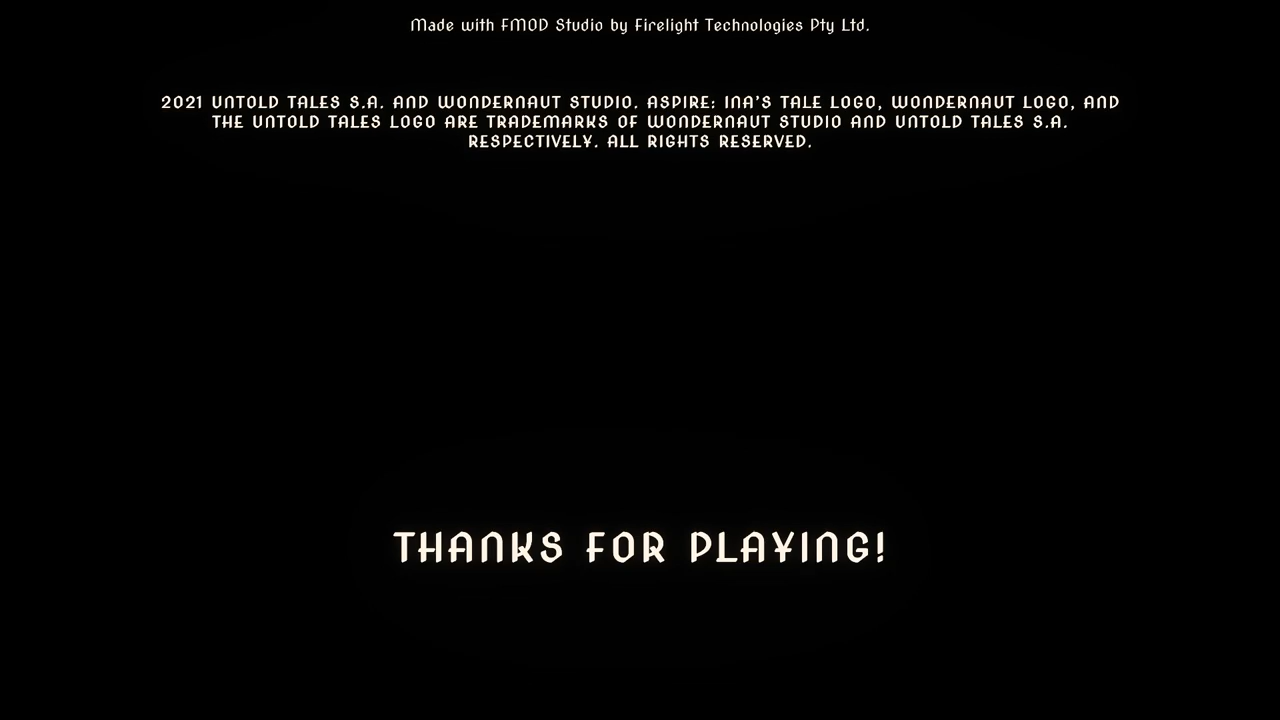 Made with FMOD Studio by Firelight Technologies Pty Ltd.
2021 UNTOLD TALES S.A. AND WONDERNAUT STUDIO. ASPIRE: INA'S TALE LOGO, WONDERNAUT LOGO, AND
THE UNTOLD TALES LOGO ARE TRADEMARKS OF WONDERNAUT STUDIO AND UNTOLD TALES S.A.
RESPECTIVELY. ALL RIGHTS RESERVED.
THANKS FOR PLAYING!